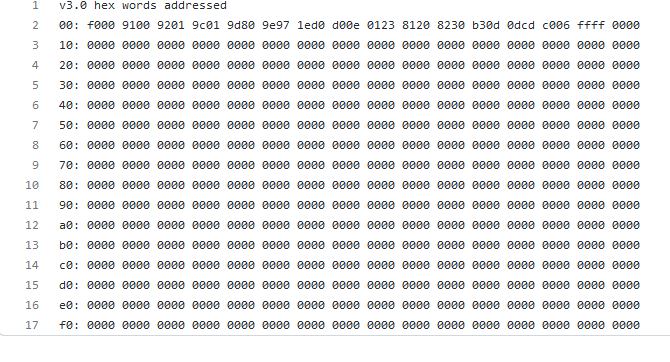 1 v3.0 hex words addressed
2 00: f000 9100 9201 9c01 9d80 9e97 1ed0 d00e 0123 8120 8230 b30d 0dcd c006 ffff 0000
3 10: 0000 0000 0000 0000 0000 0000 0000 0000 0000 0000 0000 0000 0000 0000 0000 0000
4 20: 0000 0000 0000 0000 0000 0000 0000 0000 0000 0000 0000 0000 0000 0000 0000 0000
5 30: 0000 0000 0000 0000 0000 0000 0000 0000 0000 0000 0000 0000 0000 0000 0000 0000
6 40: 0000 0000 0000 0000 0000 0000 0000 0000 0000 0000 0000 0000 0000 0000 0000 0000
7 50: 0000 0000 0000 0000 0000 0000 0000 0000 0000 0000 0000 0000 0000 0000 0000 0000
8 60: 0000 0000 0000 0000 0000 0000 0000 0000 0000 0000 0000 0000 0000 0000 0000 0000
9 70: 0000 0000 0000 0000 0000 0000 0000 0000 0000 0000 0000 0000 0000 0000 0000 0000
10 80: 0000 0000 0000 0000 0000 0000 0000 0000 0000 0000 0000 0000 0000 0000 0000 0000
11 90: 0000 0000 0000 0000 0000 0000 0000 0000 0000 0000 0000 0000 0000 0000 0000 0000
12 a0: 0000 0000 0000 0000 0000 0000 0000 0000 0000 0000 0000 0000 0000 0000 0000 0000
13 b0: 0000 0000 0000 0000 0000 0000 0000 0000 0000 0000 0000 0000 0000 0000 0000 0000
14 c0: 0000 0000 0000 0000 0000 0000 0000 0000 0000 0000 0000 0000 0000 0000 0000 0000
15 d0: 0000 0000 0000 0000 0000 0000 0000 0000 0000 0000 0000 0000 0000 0000 0000 0000
16 e0: 0000 0000 0000 0000 0000 0000 0000 0000 0000 0000 0000 0000 0000 0000 0000 0000
17 f0: 0000 0000 0000 0000 0000 0000 0000 0000 0000 0000 0000 0000 0000 0000 0000 0000